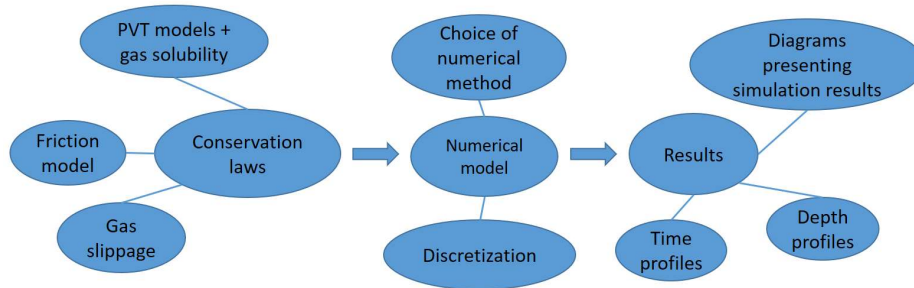 PVT models +
gas solubility
Friction
model
Conservation
laws
Gas
slippage
Choice of
numerical
method
Numerical
model
Discretization
Diagrams
presenting
simulation results
Results
Time
profiles
Depth
profiles